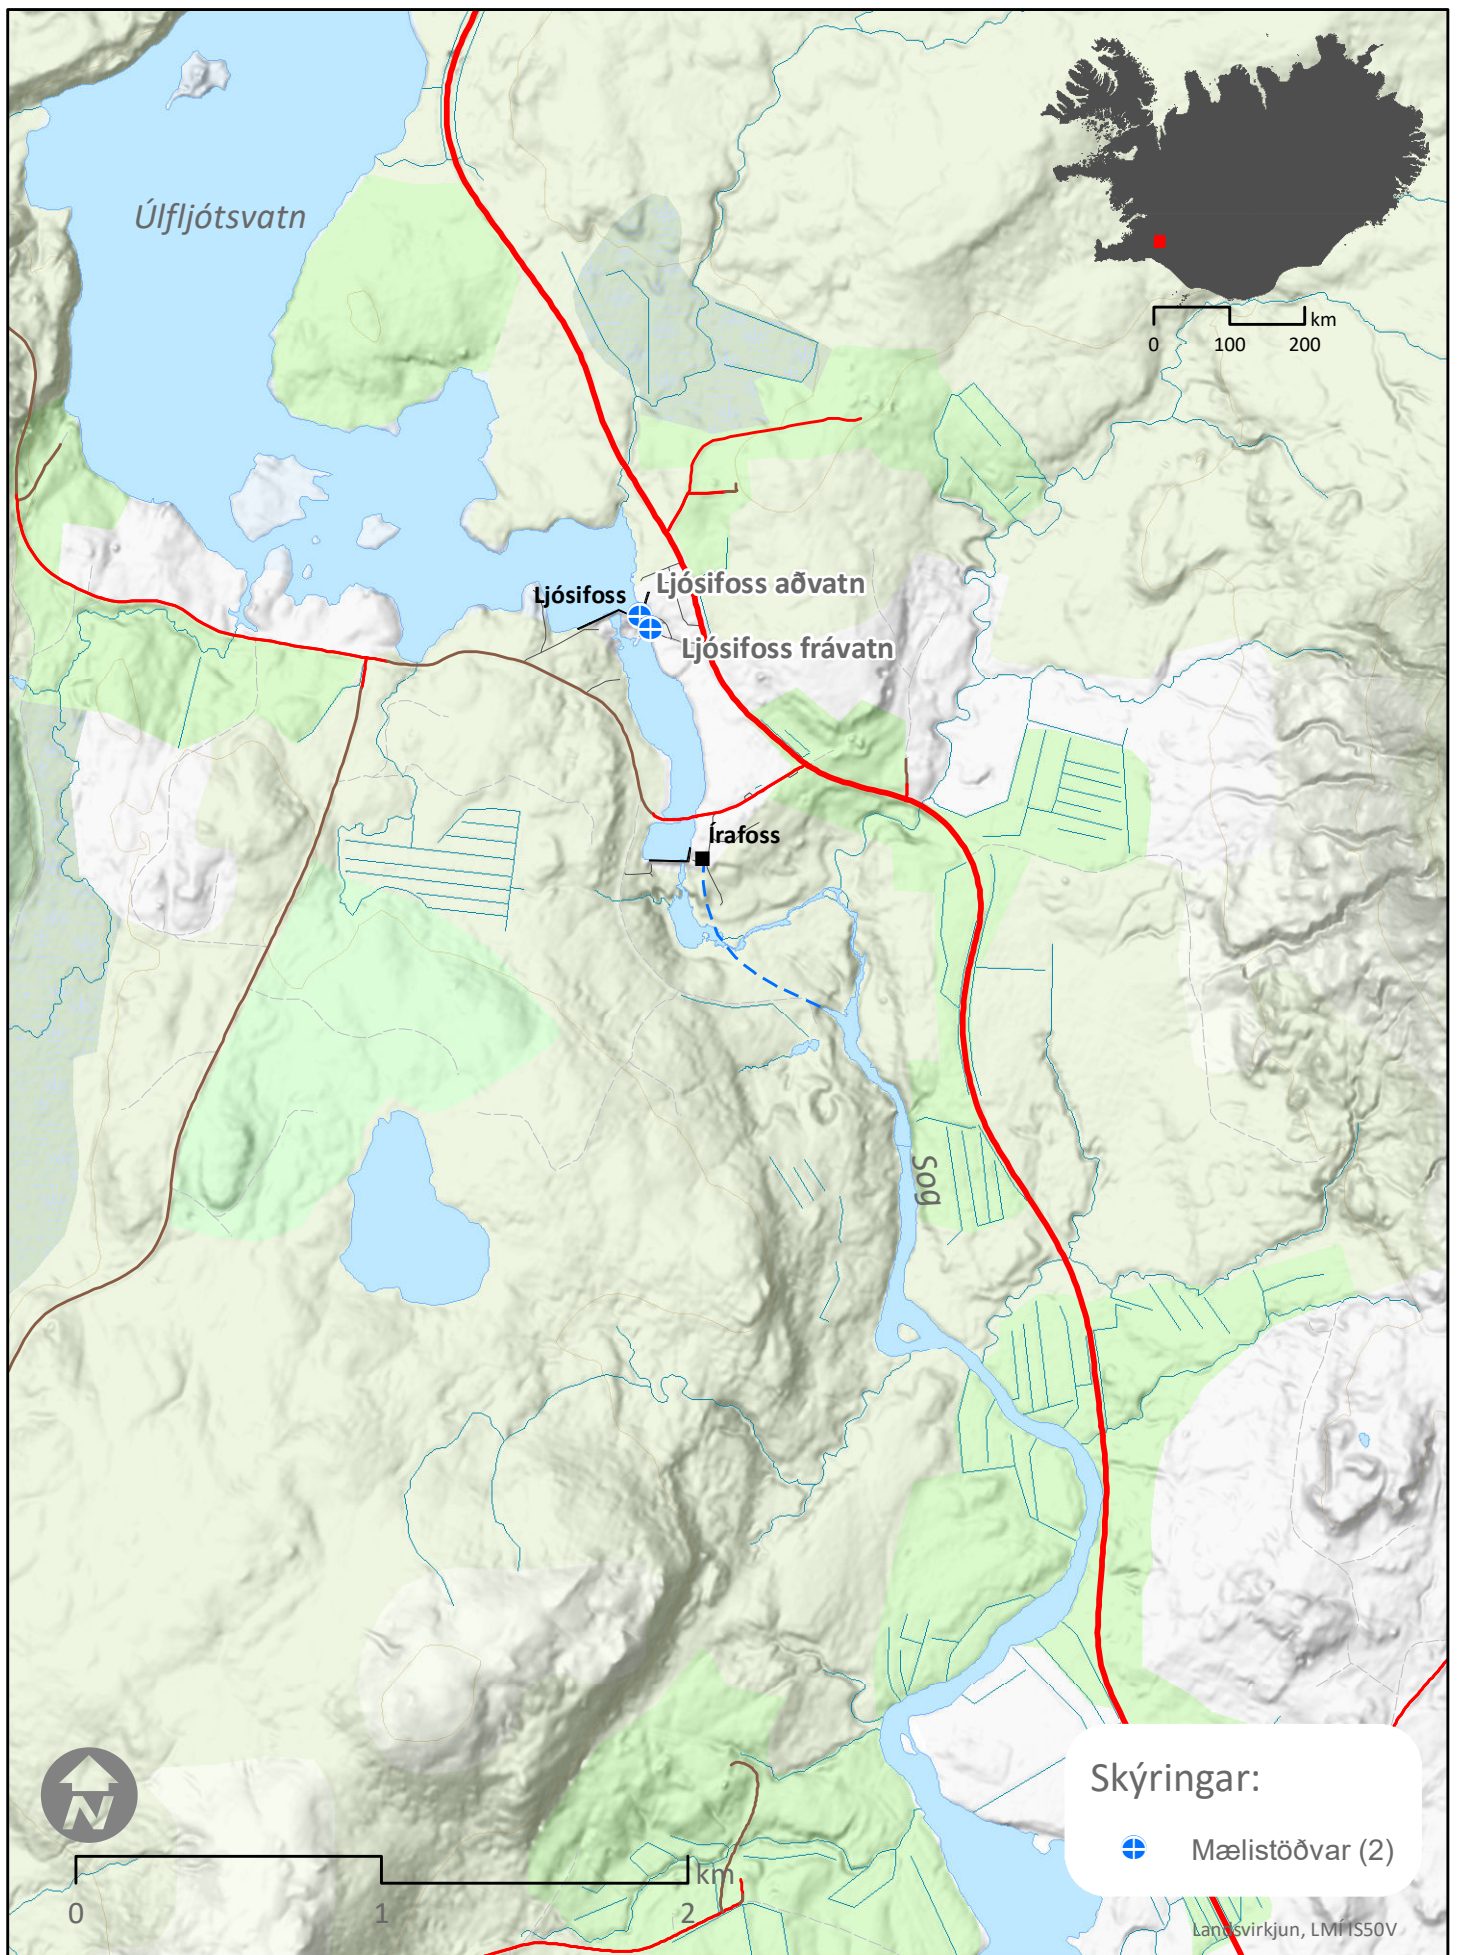 Úlfljótsvatn
km
0 100 200
Ljósifoss aðvatn
Ljósifoss
Ljósifoss frávatn
Írafoss
Sog
Skýringar:
Mælistöðvar (2)
N
km
0 1 2
Landsvirkjun, LMÍ IS50V